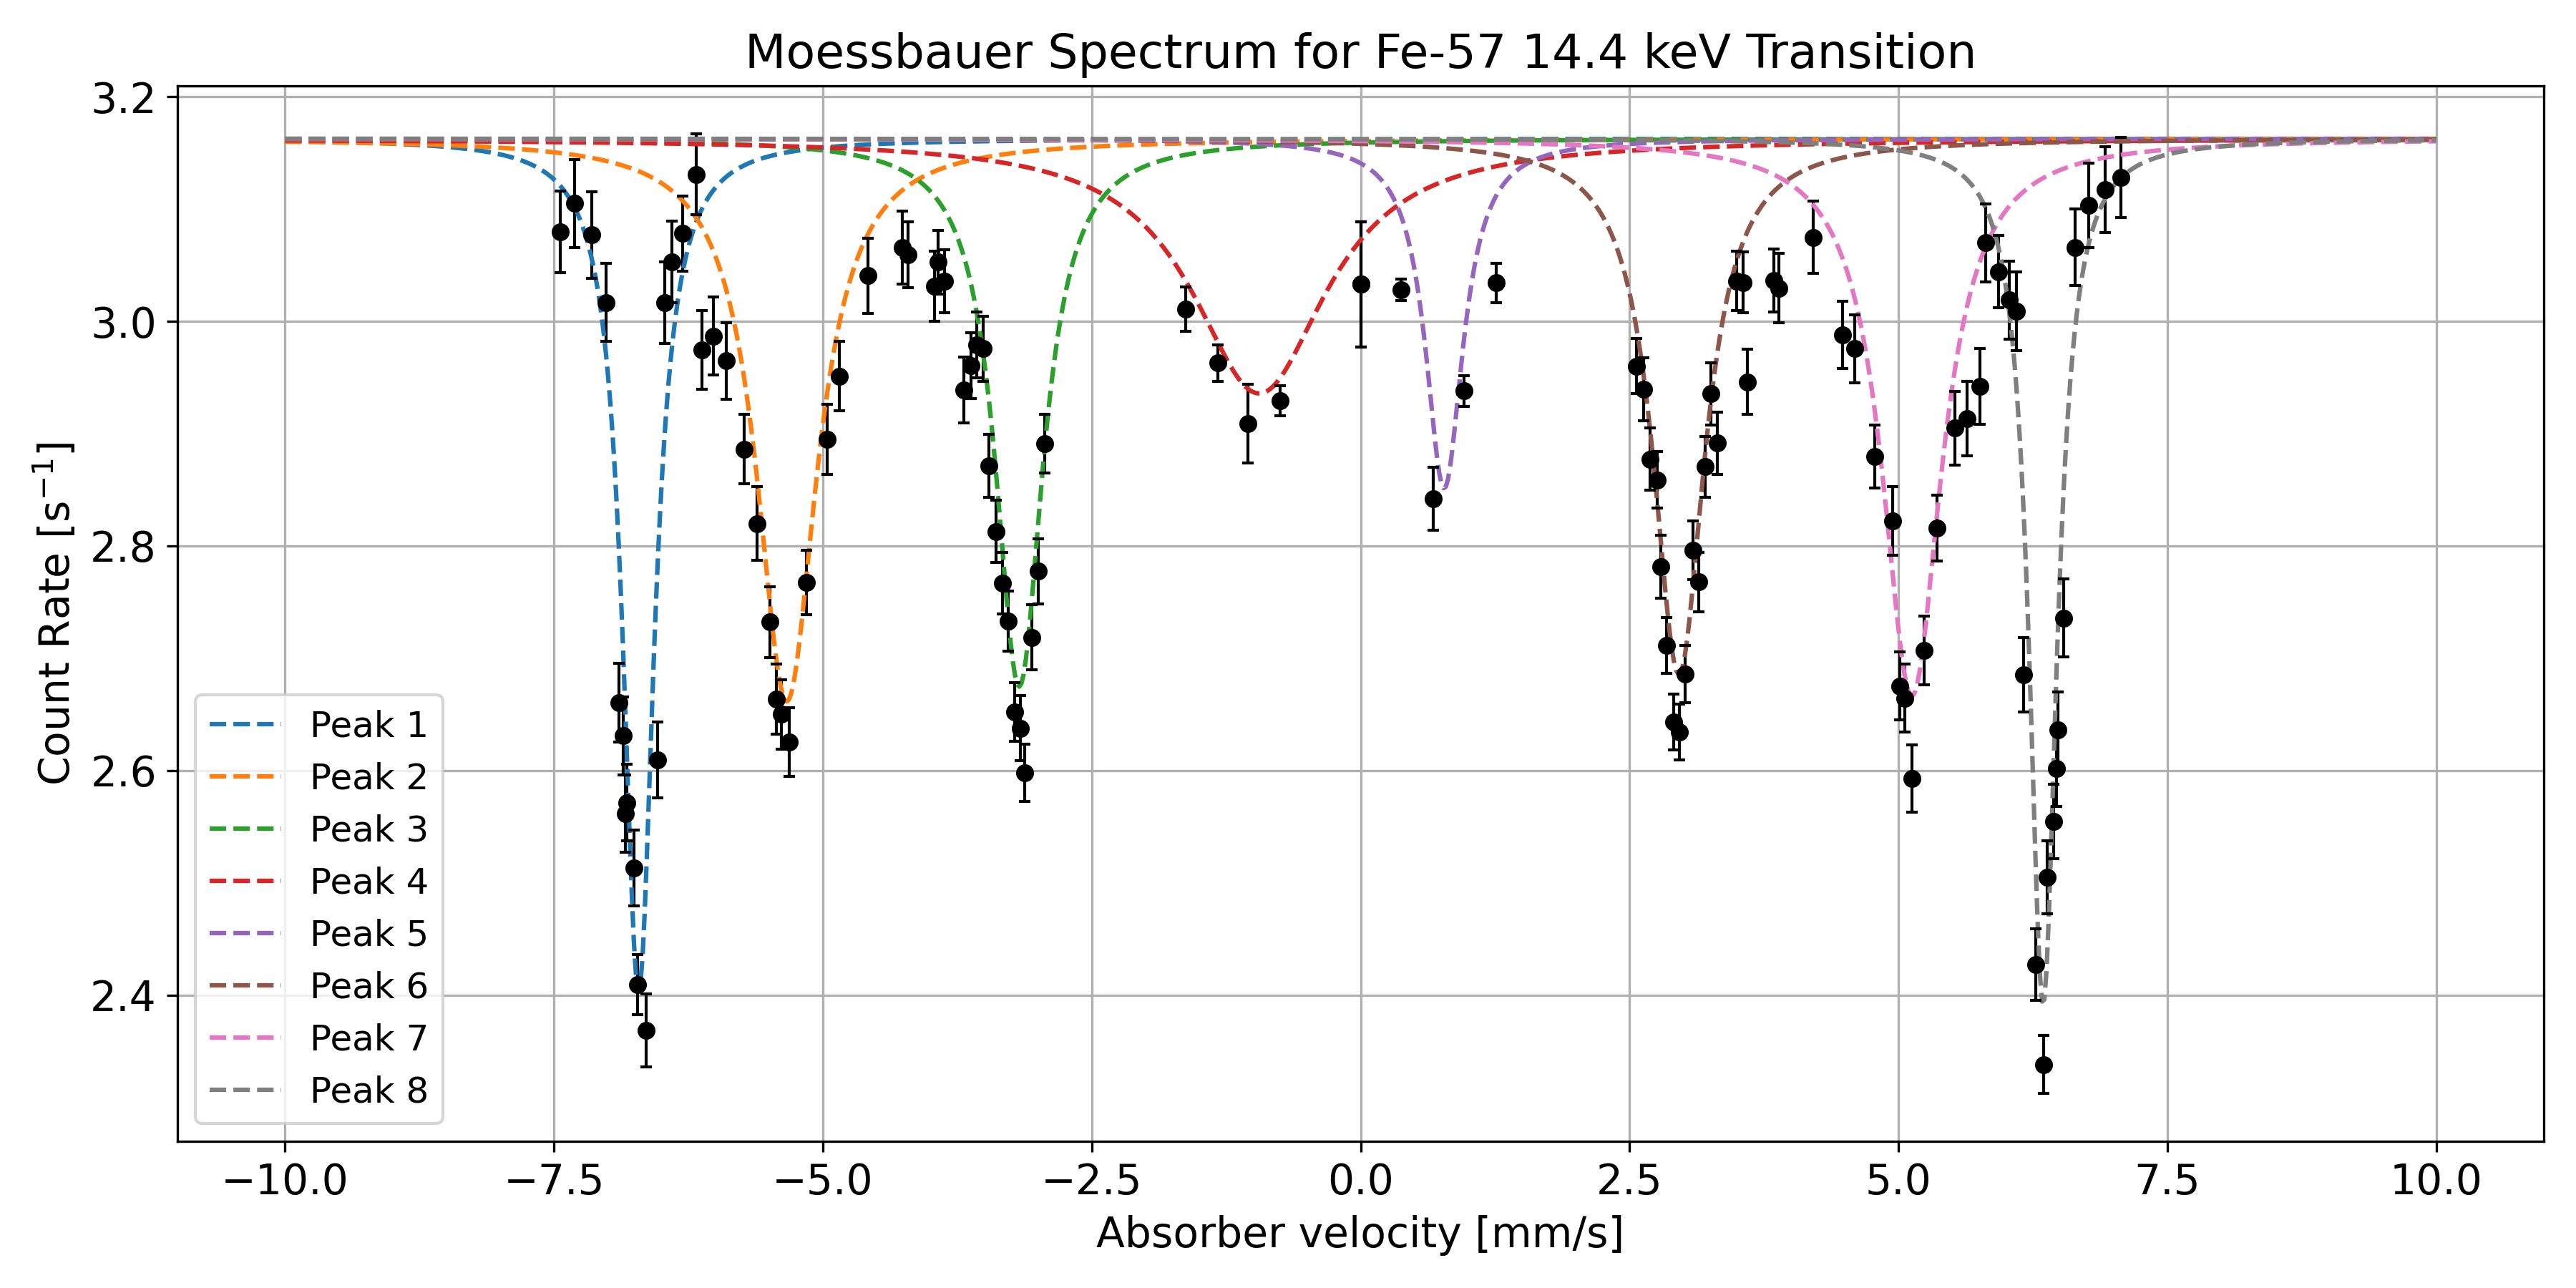 Moessbauer Spectrum for Fe-57 14.4 keV Transition
Count Rate [s⁻¹]
3.2
3.0
2.8
2.6
2.4
Peak 1
Peak 2
Peak 3
Peak 4
Peak 5
Peak 6
Peak 7
Peak 8
−10.0 −7.5 −5.0 −2.5 0.0 2.5 5.0 7.5 10.0
Absorber velocity [mm/s]